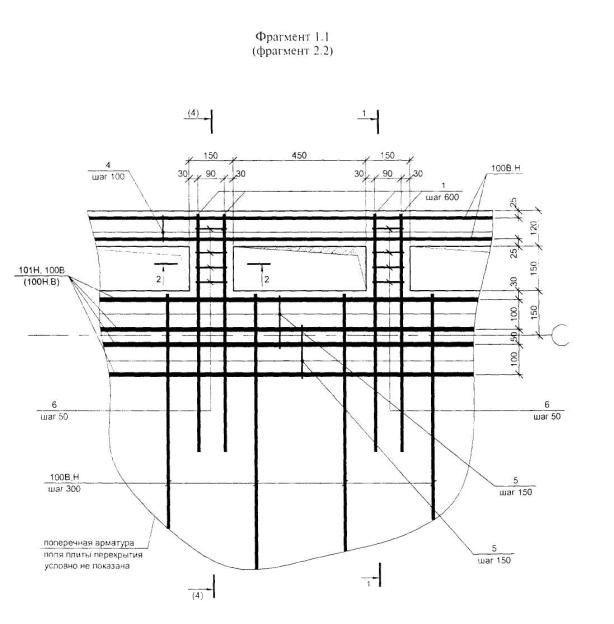 Фрагмент 1.1
(фрагмент 2.2)
(4)
1
150
450
150
30
90
30
30
90
30
4
шаг 100
1
шаг 600
100В,Н
25
120
25
150
30
100
50
150
100
2
2
101Н, 100В
(100Н,В)
6
шаг 50
6
шаг 50
100В,Н
шаг 300
5
шаг 150
5
шаг 150
поперечная арматура
поля плиты перекрытия
условно не показана
(4)
1